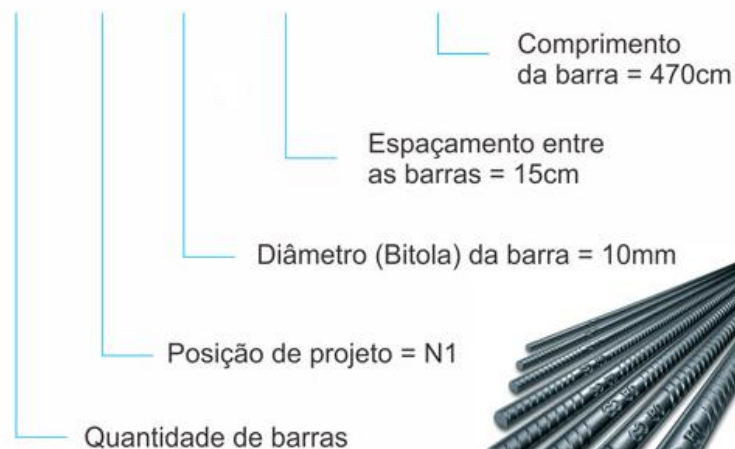 Comprimento
da barra = 470cm
Espaçamento entre
as barras = 15cm
Diâmetro (Bitola) da barra = 10mm
Posição de projeto = N1
Quantidade de barras